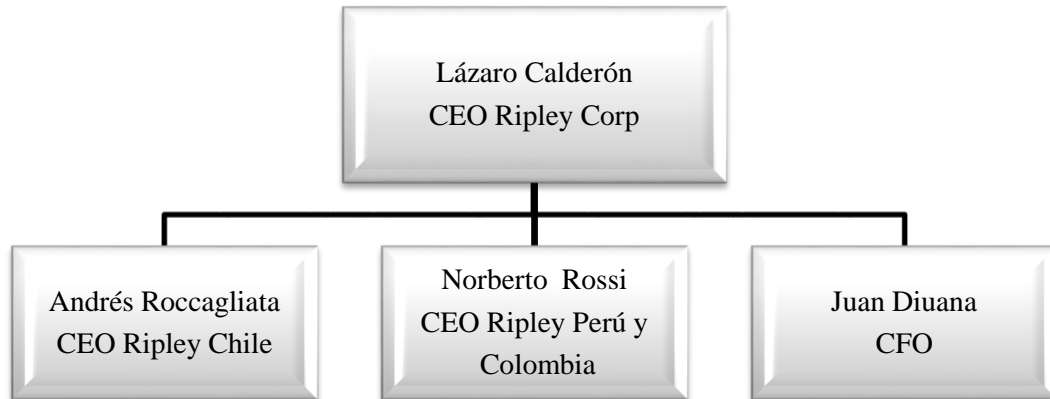 Lázaro Calderón
CEO Ripley Corp
Andrés Roccagliata
CEO Ripley Chile
Norberto Rossi
CEO Ripley Perú y
Colombia
Juan Diuana
CFO